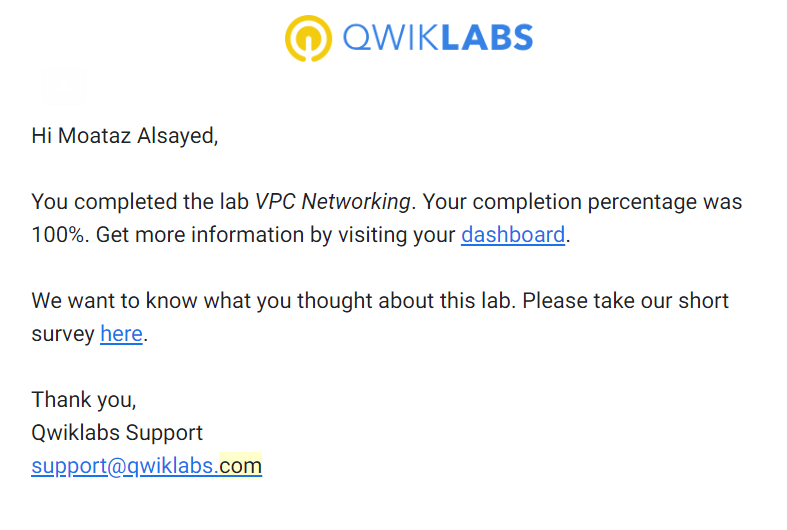 QWIKLABS
Hi Moataz Alsayed,
You completed the lab VPC Networking. Your completion percentage was
100%. Get more information by visiting your dashboard.
We want to know what you thought about this lab. Please take our short
survey here.
Thank you,
Qwiklabs Support
support@qwiklabs.com